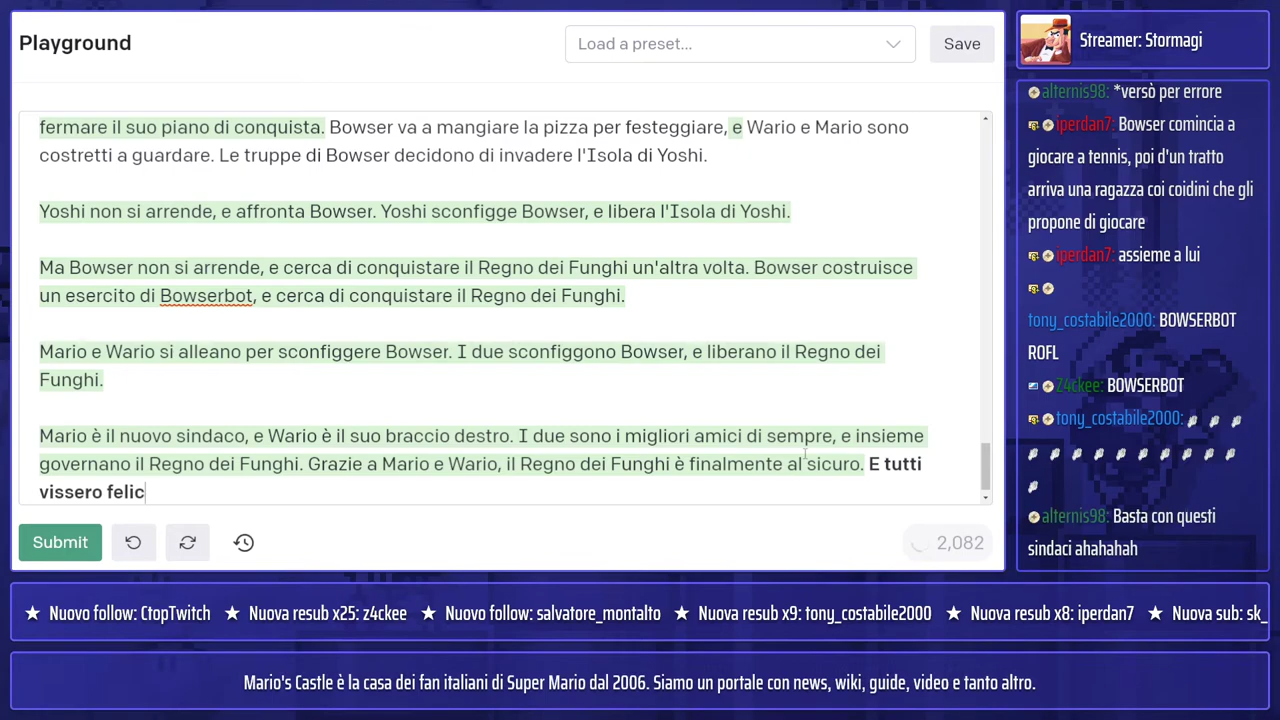 Playground
Load a preset...
Save
fermare il suo piano di conquista. Bowser va a mangiare la pizza per festeggiare, e Wario e Mario sono
costretti a guardare. Le truppe di Bowser decidono di invadere l'Isola di Yoshi.
Yoshi non si arrende, e affronta Bowser. Yoshi sconfigge Bowser, e libera l'Isola di Yoshi.
Ma Bowser non si arrende, e cerca di conquistare il Regno dei Funghi un'altra volta. Bowser costruisce
un esercito di Bowserbot, e cerca di conquistare il Regno dei Funghi.
Mario e Wario si alleano per sconfiggere Bowser. I due sconfiggono Bowser, e liberano il Regno dei
Funghi.
Mario è il nuovo sindaco, e Wario è il suo braccio destro. I due sono i migliori amici di sempre, e insieme
governano il Regno dei Funghi. Grazie a Mario e Wario, il Regno dei Funghi è finalmente al sicuro. E tutti
vissero felic
Submit
2,082
Streamer: Stormagi
alternis98: *versò per errore
iperdan7: Bowser comincia a
giocare a tennis, poi d'un tratto
arriva una ragazza coi coidini che gli
propone di giocare
iperdan7: assieme a lui
tony_costabile2000: BOWSERBOT
ROFL
Z4ckee: BOWSERBOT
tony_costabile2000:
alternis98: Basta con questi
sindaci ahahahah
★ Nuovo follow: CtopTwitch ★ Nuova resub x25: z4ckee ★ Nuovo follow: salvatore_montalto ★ Nuova resub x9: tony_costabile2000 ★ Nuova resub x8: iperdan7 ★ Nuova sub: sk_
Mario's Castle è la casa dei fan italiani di Super Mario dal 2006. Siamo un portale con news, wiki, guide, video e tanto altro.